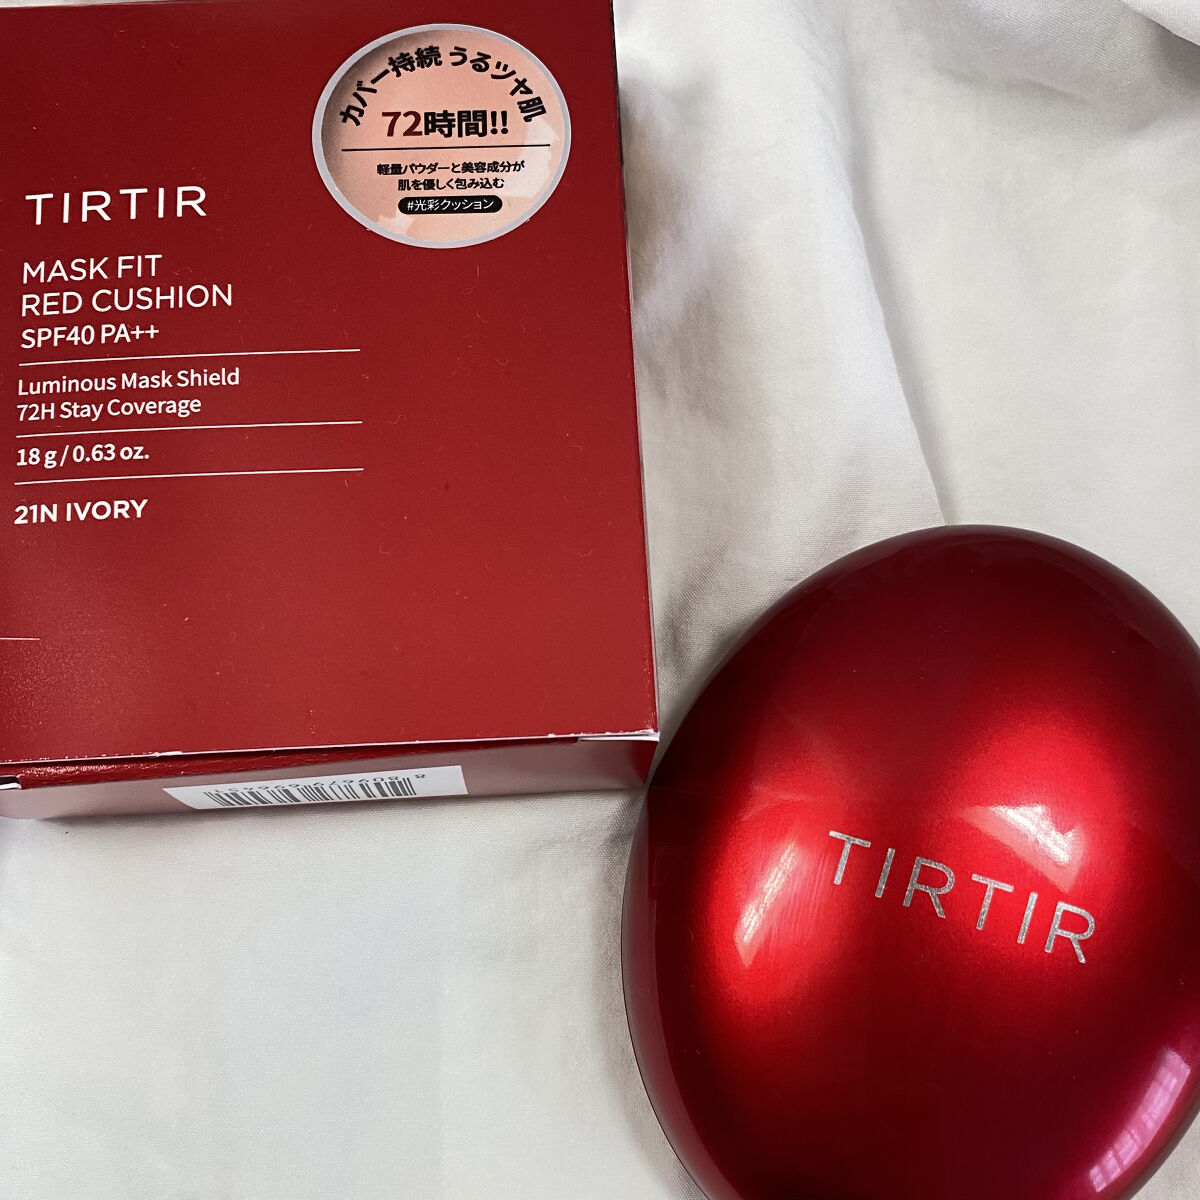 カバー持続 うるツヤ肌
72時間!!
軽量パウダーと美容成分が
肌を優しく包み込む
#光彩クッション
TIRTIR
MASK FIT
RED CUSHION
SPF40 PA++
Luminous Mask Shield
72H Stay Coverage
18 g / 0.63 oz.
21N IVORY
TIRTIR